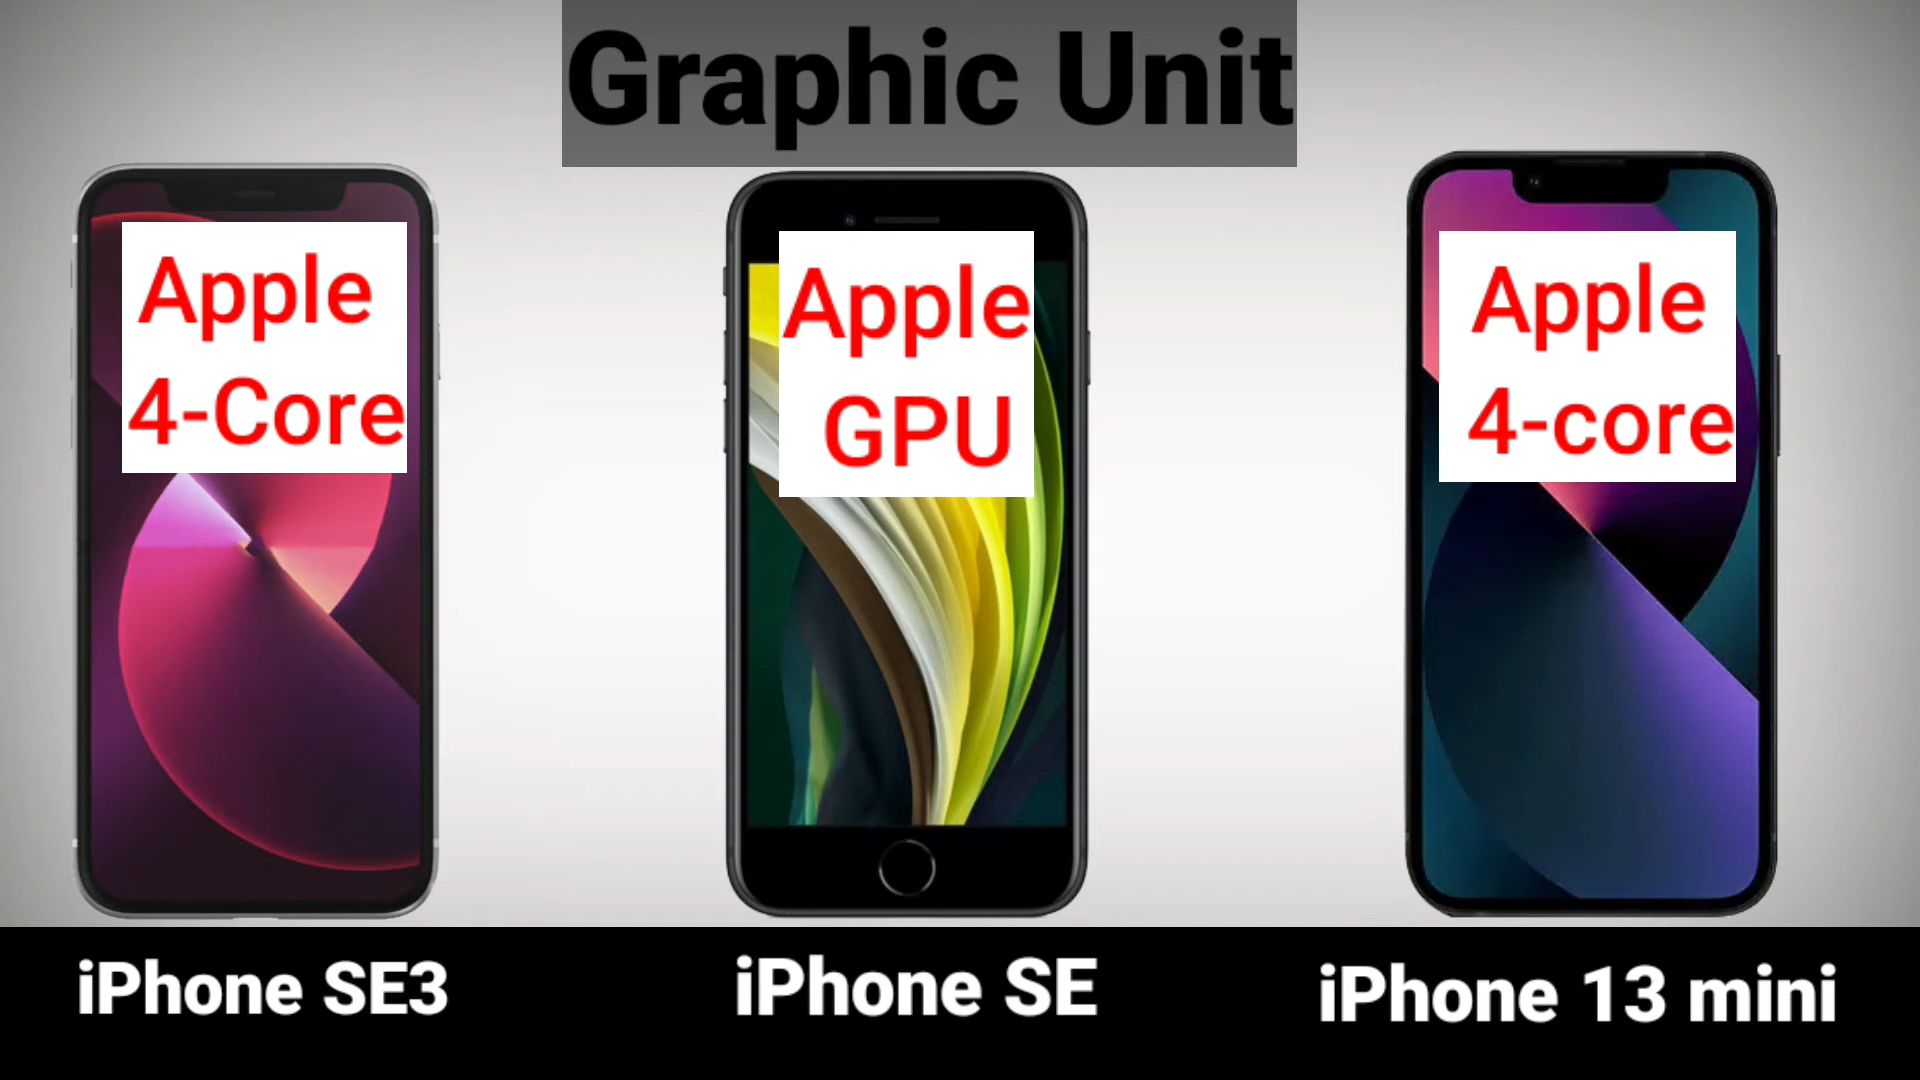 Graphic Unit
Apple
4-Core
Apple
GPU
Apple
4-core
iPhone SE3
iPhone SE
iPhone 13 mini